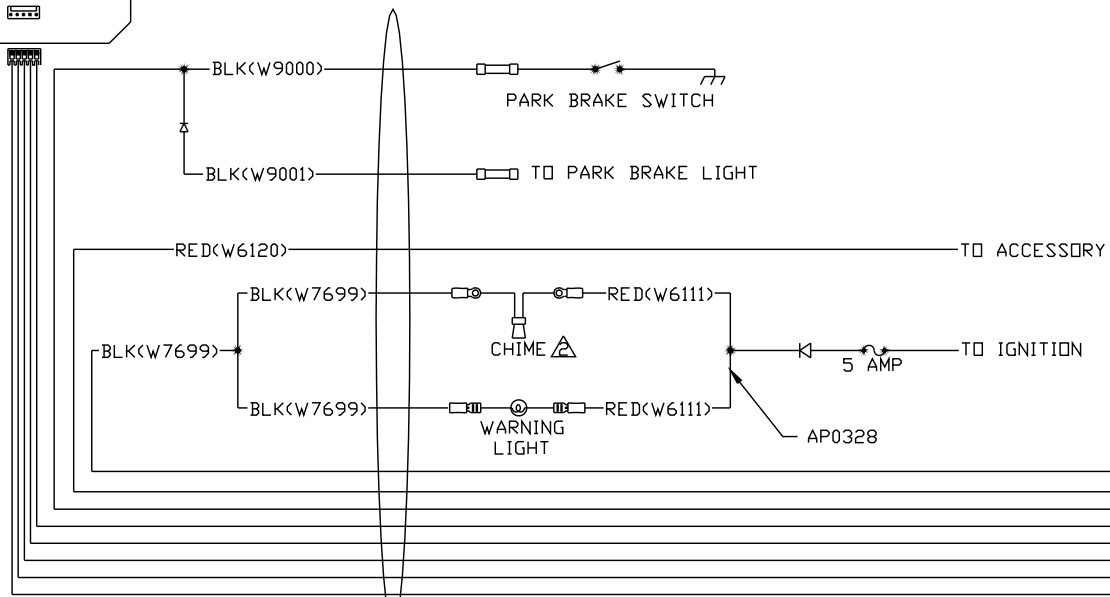 BLK(W9000)
PARK BRAKE SWITCH
BLK(W9001)
TO PARK BRAKE LIGHT
RED(W6120)
TO ACCESSORY
BLK(W7699)
RED(W6111)
CHIME 2
BLK(W7699)
TO IGNITION
5 AMP
BLK(W7699)
RED(W6111)
WARNING
LIGHT
AP0328